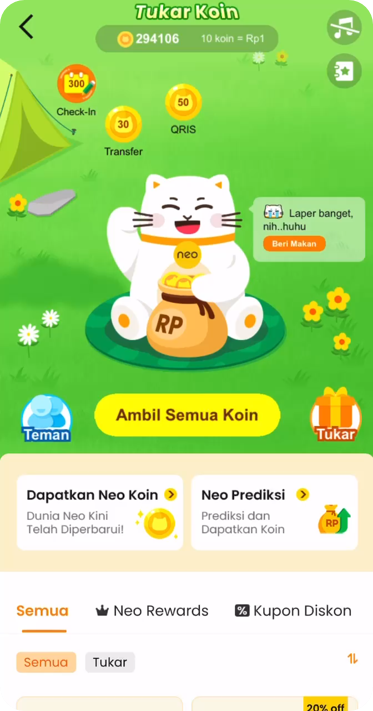 Tukar Koin
294106 10 koin = Rp1
300
Check-In
50
QRIS
30
Transfer
Laper banget,
nih..huhu
Beri Makan
neo
RP
Ambil Semua Koin
Teman
Tukar
Dapatkan Neo Koin
Dunia Neo Kini
Telah Diperbarui!
Neo Prediksi
Prediksi dan
Dapatkan Koin
RP
Semua Neo Rewards % Kupon Diskon
Semua Tukar
20% off